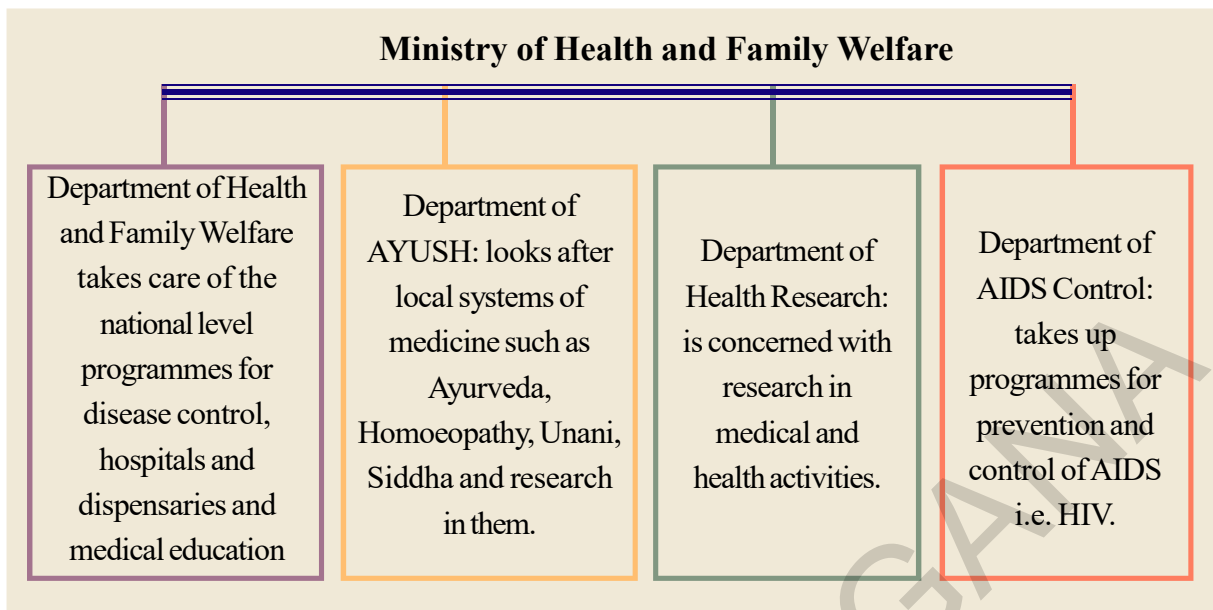 Ministry of Health and Family Welfare
Department of Health
and Family Welfare
takes care of the
national level
programmes for
disease control,
hospitals and
dispensaries and
medical education
Department of
AYUSH: looks after
local systems of
medicine such as
Ayurveda,
Homoeopathy, Unani,
Siddha and research
in them.
Department of
Health Research:
is concerned with
research in
medical and
health activities.
Department of
AIDS Control:
takes up
programmes for
prevention and
control of AIDS
i.e. HIV.
GANA